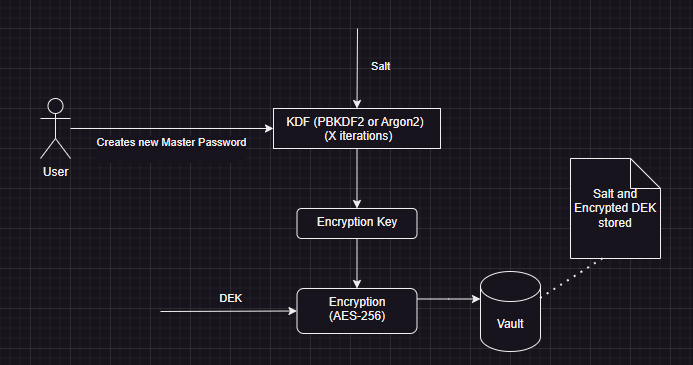 Salt
KDF (PBKDF2 or Argon2)
(X iterations)
Creates new Master Password
User
Salt and
Encrypted DEK
stored
Encryption Key
DEK
Encryption
(AES-256)
Vault